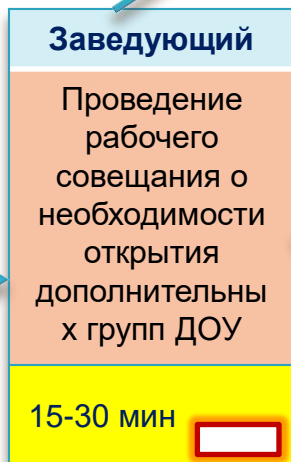 Заведующий
Проведение
рабочего
совещания о
необходимости
открытия
дополнительны
х групп ДОУ
15-30 мин